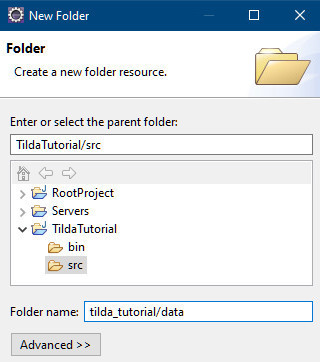 New Folder
Folder
Create a new folder resource.
Enter or select the parent folder:
TildaTutorial/src
RootProject
Servers
TildaTutorial
bin
src
Folder name: tilda_tutorial/data
Advanced >>